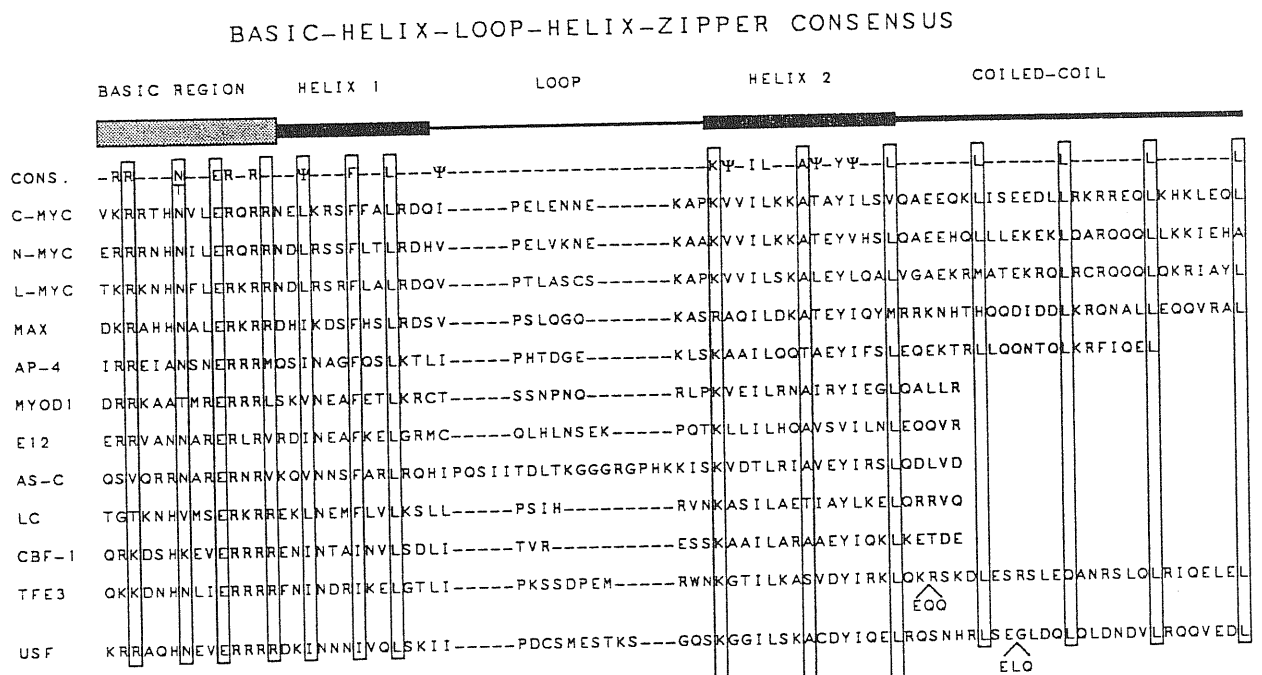 BASIC-HELIX-LOOP-HELIX-ZIPPER CONSENSUS
BASIC REGION HELIX 1 LOOP HELIX 2 COILED-COIL
CONS. -RR----N--ER-R---Ψ---F--L---Ψ----------------------KΨ-IL--AΨ-YΨ--L------L------L------L------L
T
C-MYC VKRRTHNVLERQRRNELKRSFFALRDQI-----PELENNE------KAPKVVILKKATAYILSVQAEEQKLISEEDLLRKRREQLKHKLEQL
N-MYC ERRRNHNILERQRRNDLRSSFLTLRDHV-----PELVKNE------KAAKVVILKKATEYVHSLQAEEHQLLLEKEKLQARQQQLLKKIEHA
L-MYC TKRKNHNFLERKRRNDLRSRFLALRDQV-----PTLASCS------KAPKVVILSKALEYLQALVGAEKRMATEKRQLRCRQQQLQKRIAYL
MAX DKRAHHNALERKRRDHIKDSFHSLRDSV-----PSLQGQ-------KASRAQILDKATEYIQYMRRKNHTHQQDIDDLKRQNALLEQQVRAL
AP-4 IRREIANSNERRRMQSINAGFQSLKTLI-----PHTDGE-------KLSKAAILQQTAEYIFSLEQEKTRLLQQNTQLKRFIQEL
MYOD1 DRRKAATMRERRRLSKVNEAFETLKRCT-----SSNPNQ-------RLPKVEILRNAIRYIEGLQALLR
E12 ERRVANNARERLRVRDINEAFKELGRMC-----QLHLNSEK-----PQTKLLILHQAVSVILNLEQQVR
AS-C QSVQRRNARERNRVKQVNNSFARLRQHIPQSIITDLTKGGGRGPHKKISKVDTLRIAVEYIRSLQDLVD
LC TGTKNHVMSERKRREKLNEMFLVLKSLL-----PSIH---------RVNKASILAETIAYLKELQRRVQ
CBF-1 QRKDSHKEVERRRRENINTAINVLSDLI-----TVR----------ESSKAAILARAAEYIQKLKETDE
TFE3 QKKDNHNLIERRRRFNINDRIKELGTLI-----PKSSDPEM-----RWNKGTILKASVDYIRKLQKRSKDLESRSLEQANRSLQLRIQELEL
EQQ
USF KRRAQHNEVERRRRDKINNNIVQLSKII-----PDCSMESTKS---GQSKGGILSKACDYIQELRQSNHRLSEGLDQLQLDNDVLRQQVEDL
ELQ